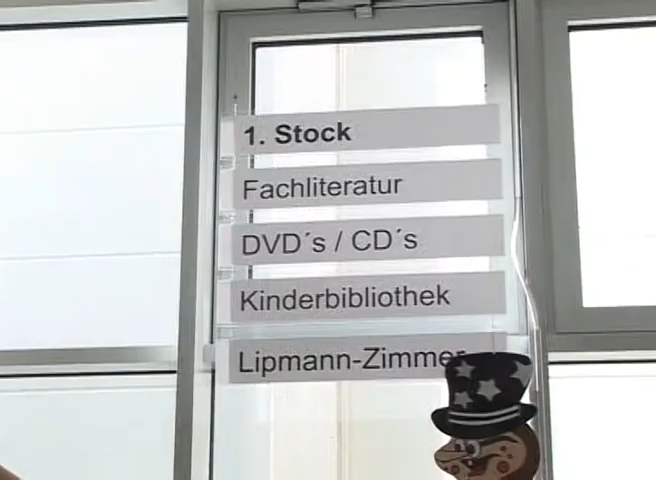 1. Stock
Fachliteratur
DVD´s / CD´s
Kinderbibliothek
Lipmann-Zimmer